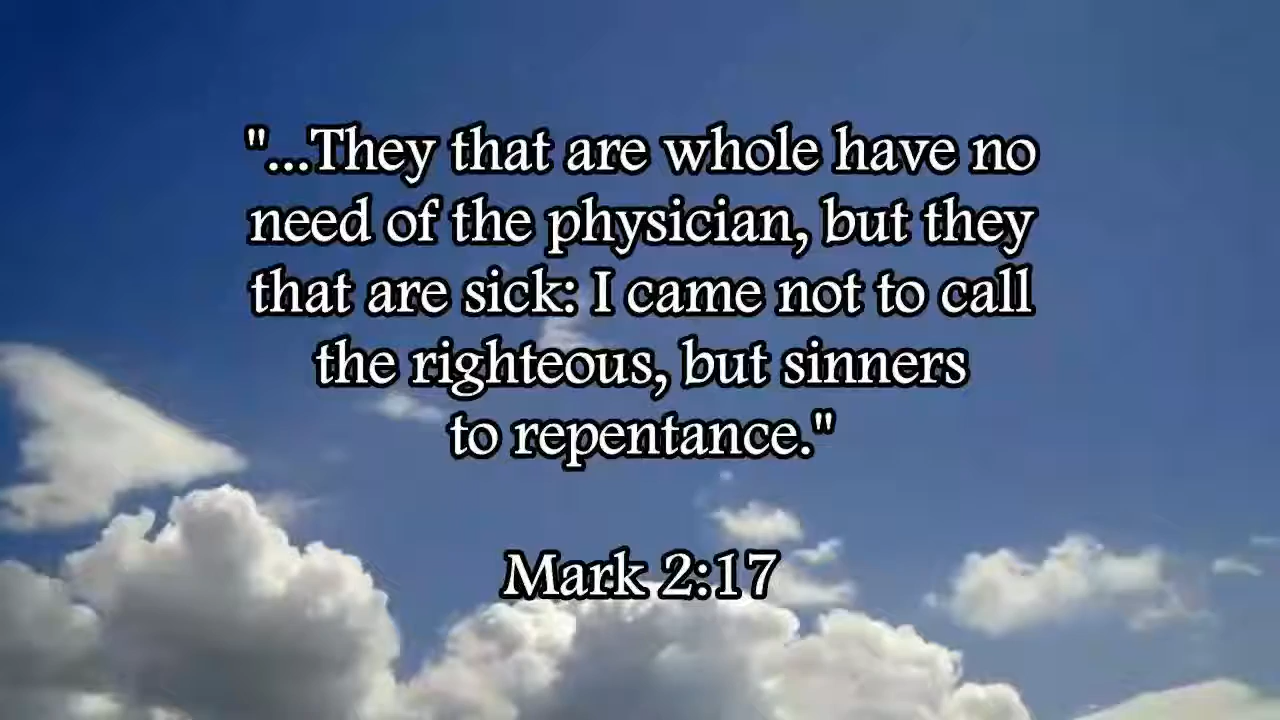 "...They that are whole have no
need of the physician, but they
that are sick: I came not to call
the righteous, but sinners
to repentance."
Mark 2:17